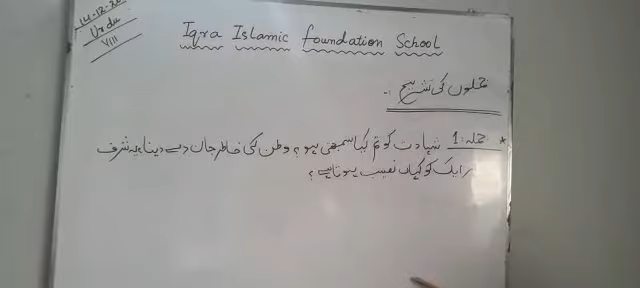 14-12-20
Urdu
VIII
Iqra Islamic foundation School
جملوں کی تشریح :-
* جملہ:1 شہادت کو تم کیا سمجھتی ہو؟ وطن کی خاطر جان دے دینا یہ شرف
ہر ایک کو کہاں نصیب ہوتا ہے؟